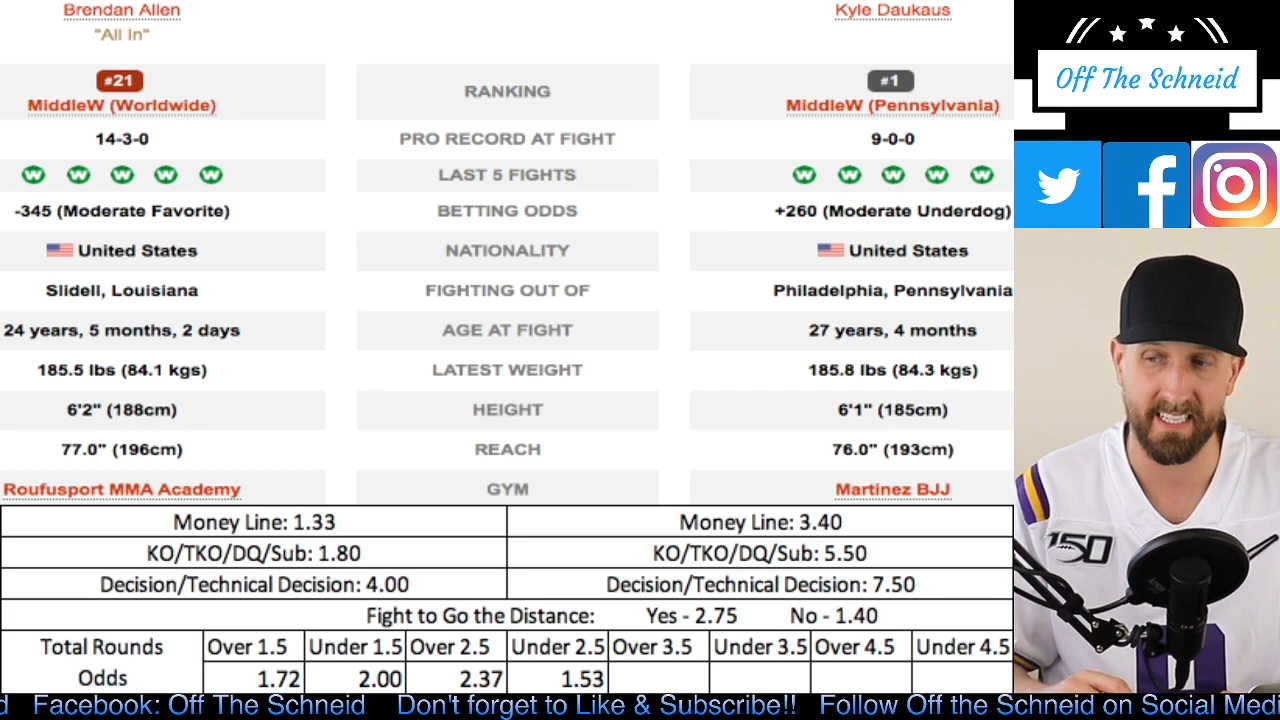 Brendan Allen
Kyle Daukaus
"All In"
#21
RANKING
#1
MiddleW (Worldwide)
MiddleW (Pennsylvania)
14-3-0
PRO RECORD AT FIGHT
9-0-0
W W W W W
LAST 5 FIGHTS
W W W W W
-345 (Moderate Favorite)
BETTING ODDS
+260 (Moderate Underdog)
United States
NATIONALITY
United States
Slidell, Louisiana
FIGHTING OUT OF
Philadelphia, Pennsylvania
24 years, 5 months, 2 days
AGE AT FIGHT
27 years, 4 months
185.5 lbs (84.1 kgs)
LATEST WEIGHT
185.8 lbs (84.3 kgs)
6'2" (188cm)
HEIGHT
6'1" (185cm)
77.0" (196cm)
REACH
76.0" (193cm)
Roufusport MMA Academy
GYM
Martinez BJJ
Money Line: 1.33
Money Line: 3.40
KO/TKO/DQ/Sub: 1.80
KO/TKO/DQ/Sub: 5.50
Decision/Technical Decision: 4.00
Decision/Technical Decision: 7.50
Fight to Go the Distance: Yes - 2.75 No - 1.40
Total Rounds Over 1.5 Under 1.5 Over 2.5 Under 2.5 Over 3.5 Under 3.5 Over 4.5 Under 4.5
Odds 1.72 2.00 2.37 1.53
Off The Schneid
150
d Facebook: Off The Schneid Don't forget to Like & Subscribe!! Follow Off the Schneid on Social Med